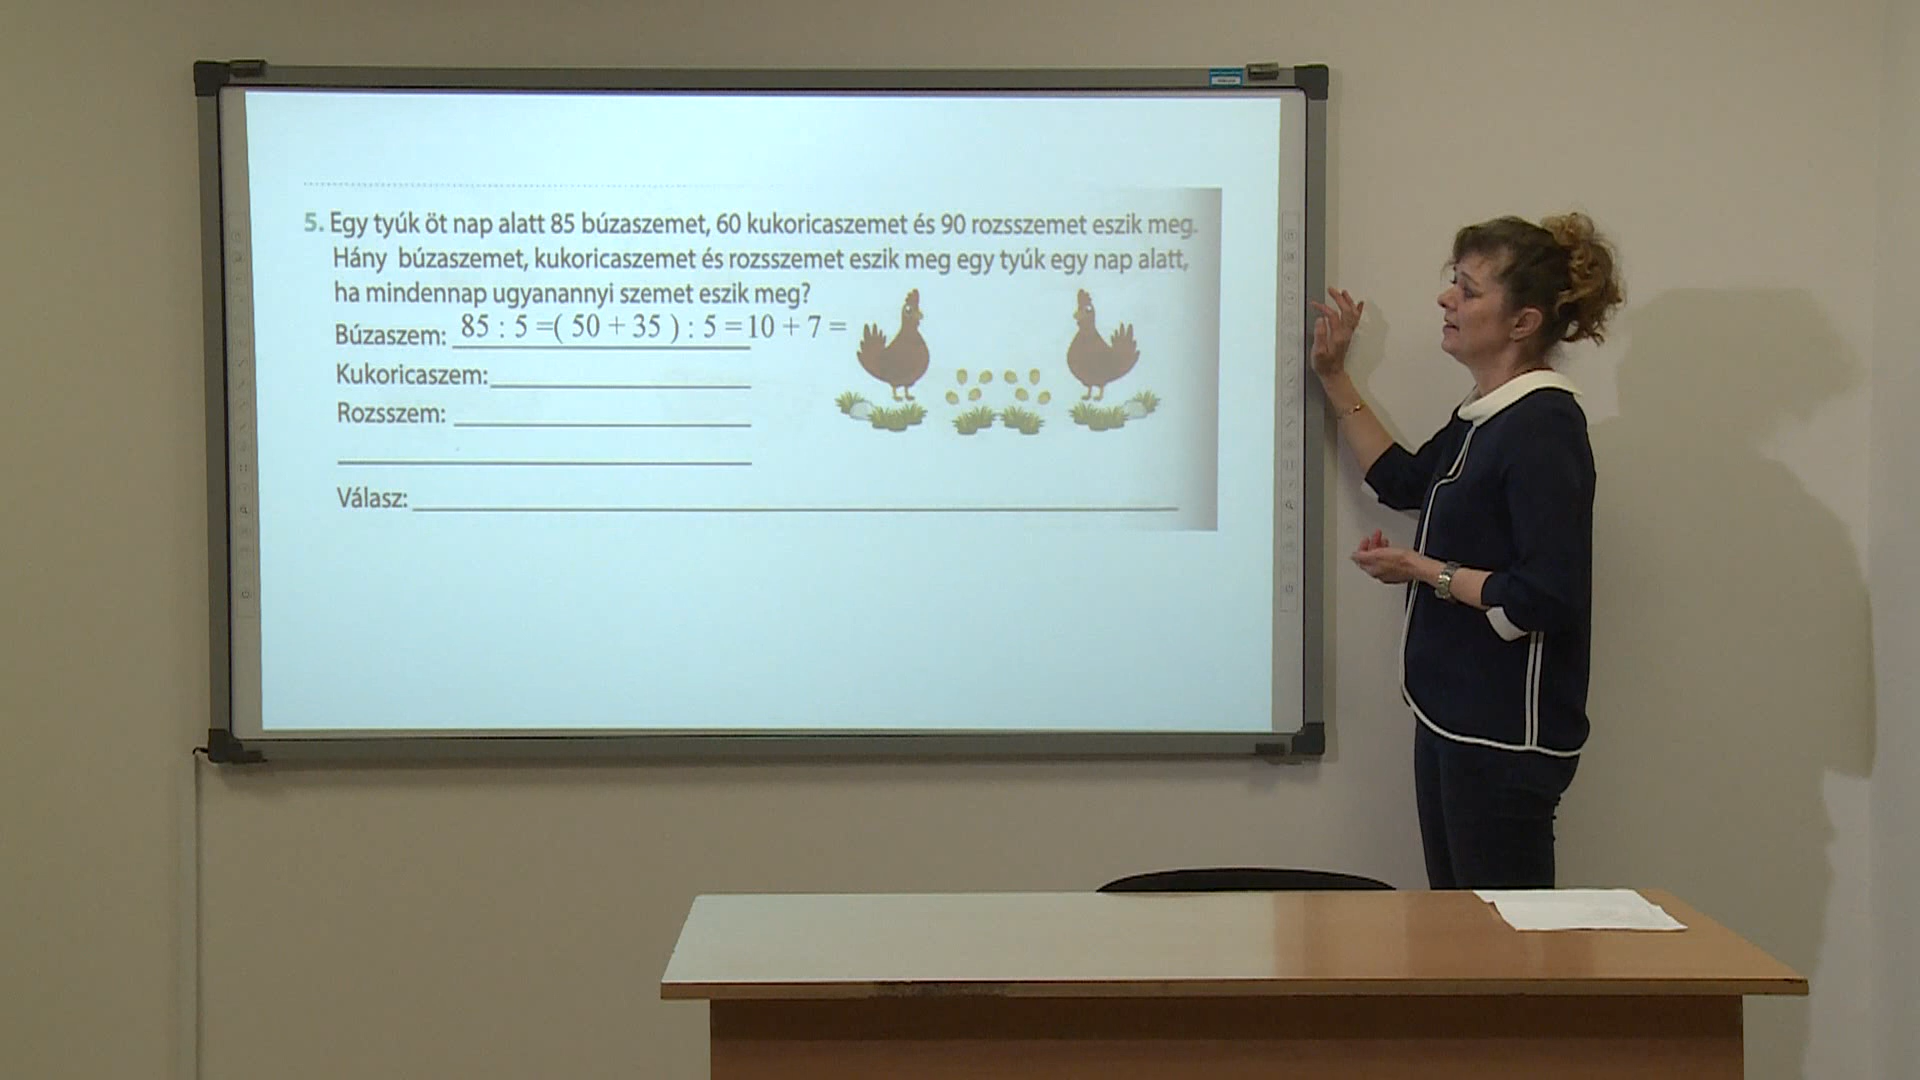 5. Egy tyúk öt nap alatt 85 búzaszemet, 60 kukoricaszemet és 90 rozsszemet eszik meg.
Hány búzaszemet, kukoricaszemet és rozsszemet eszik meg egy tyúk egy nap alatt,
ha mindennap ugyanannyi szemet eszik meg?
Búzaszem: 85 : 5 =( 50 + 35 ) : 5 = 10 + 7 =
Kukoricaszem:
Rozsszem:
Válasz: